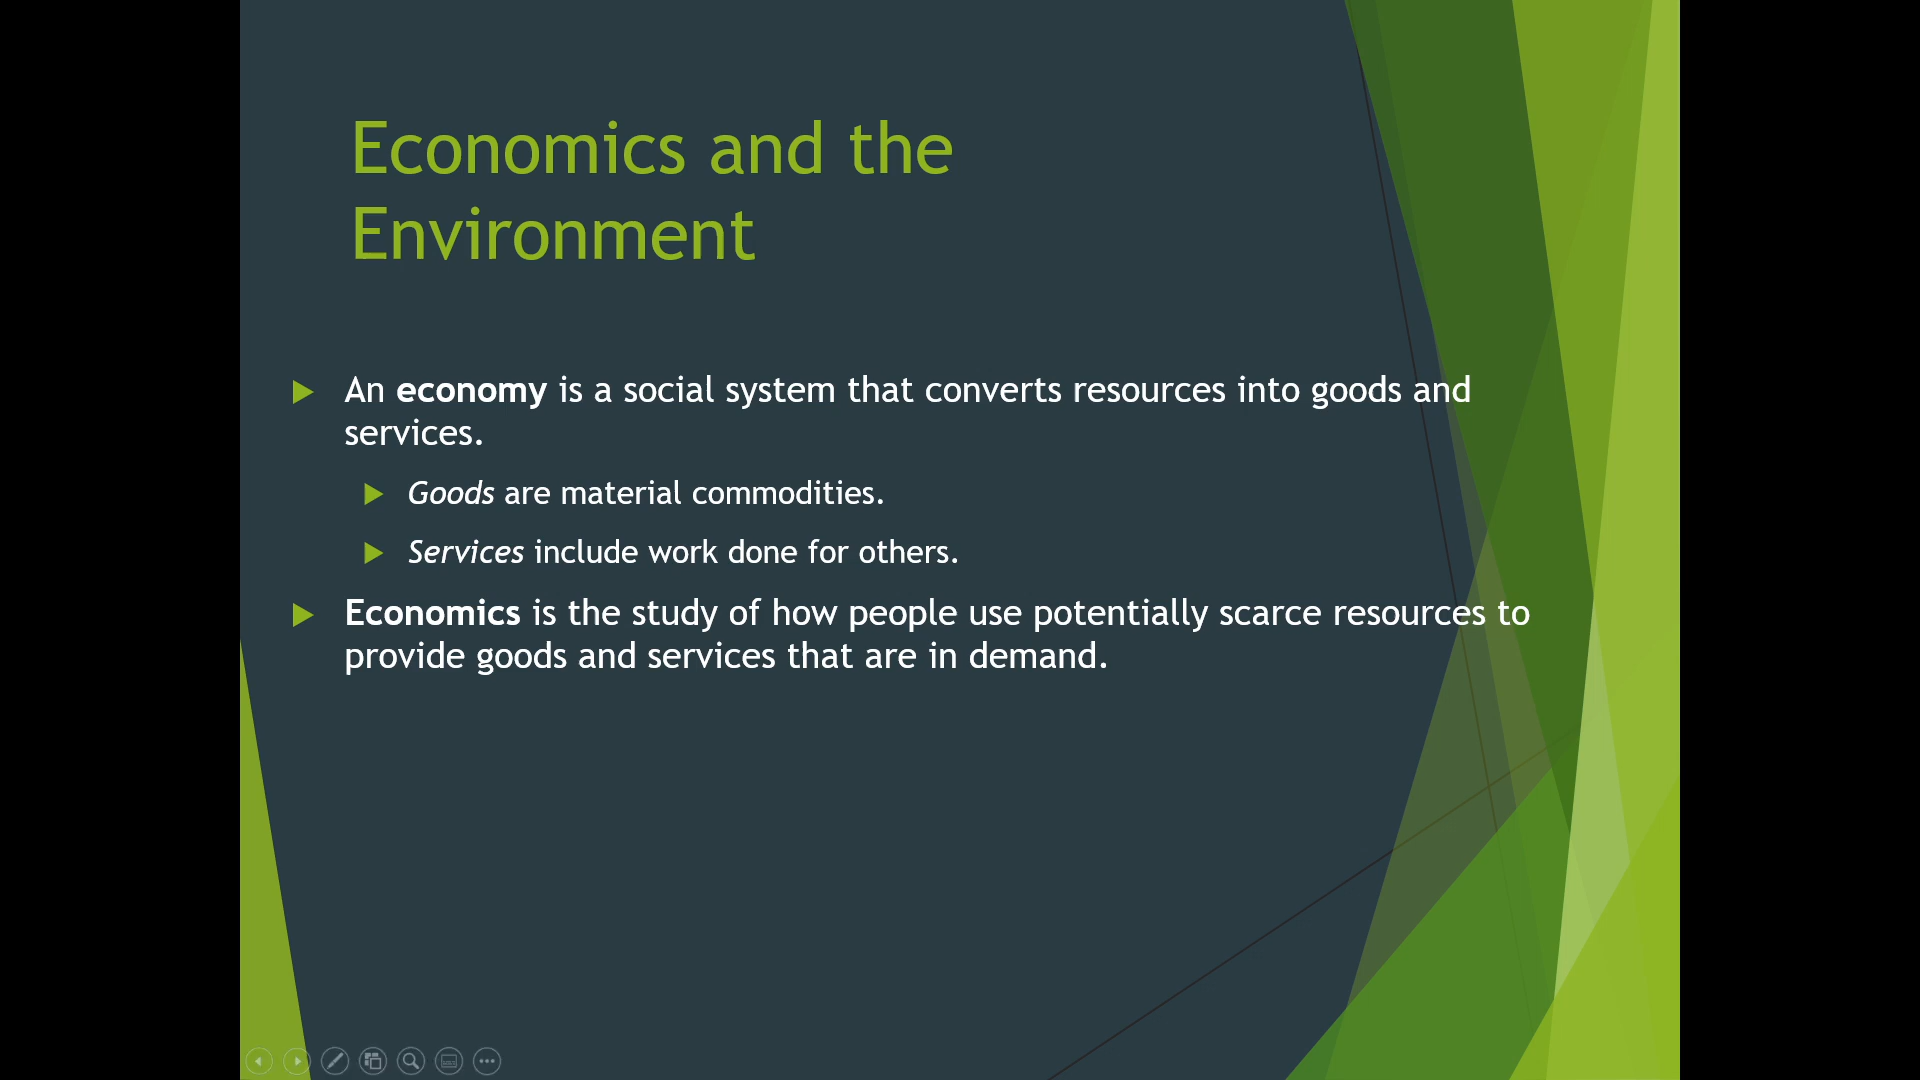 Economics and the
Environment
An economy is a social system that converts resources into goods and
services.
Goods are material commodities.
Services include work done for others.
Economics is the study of how people use potentially scarce resources to
provide goods and services that are in demand.